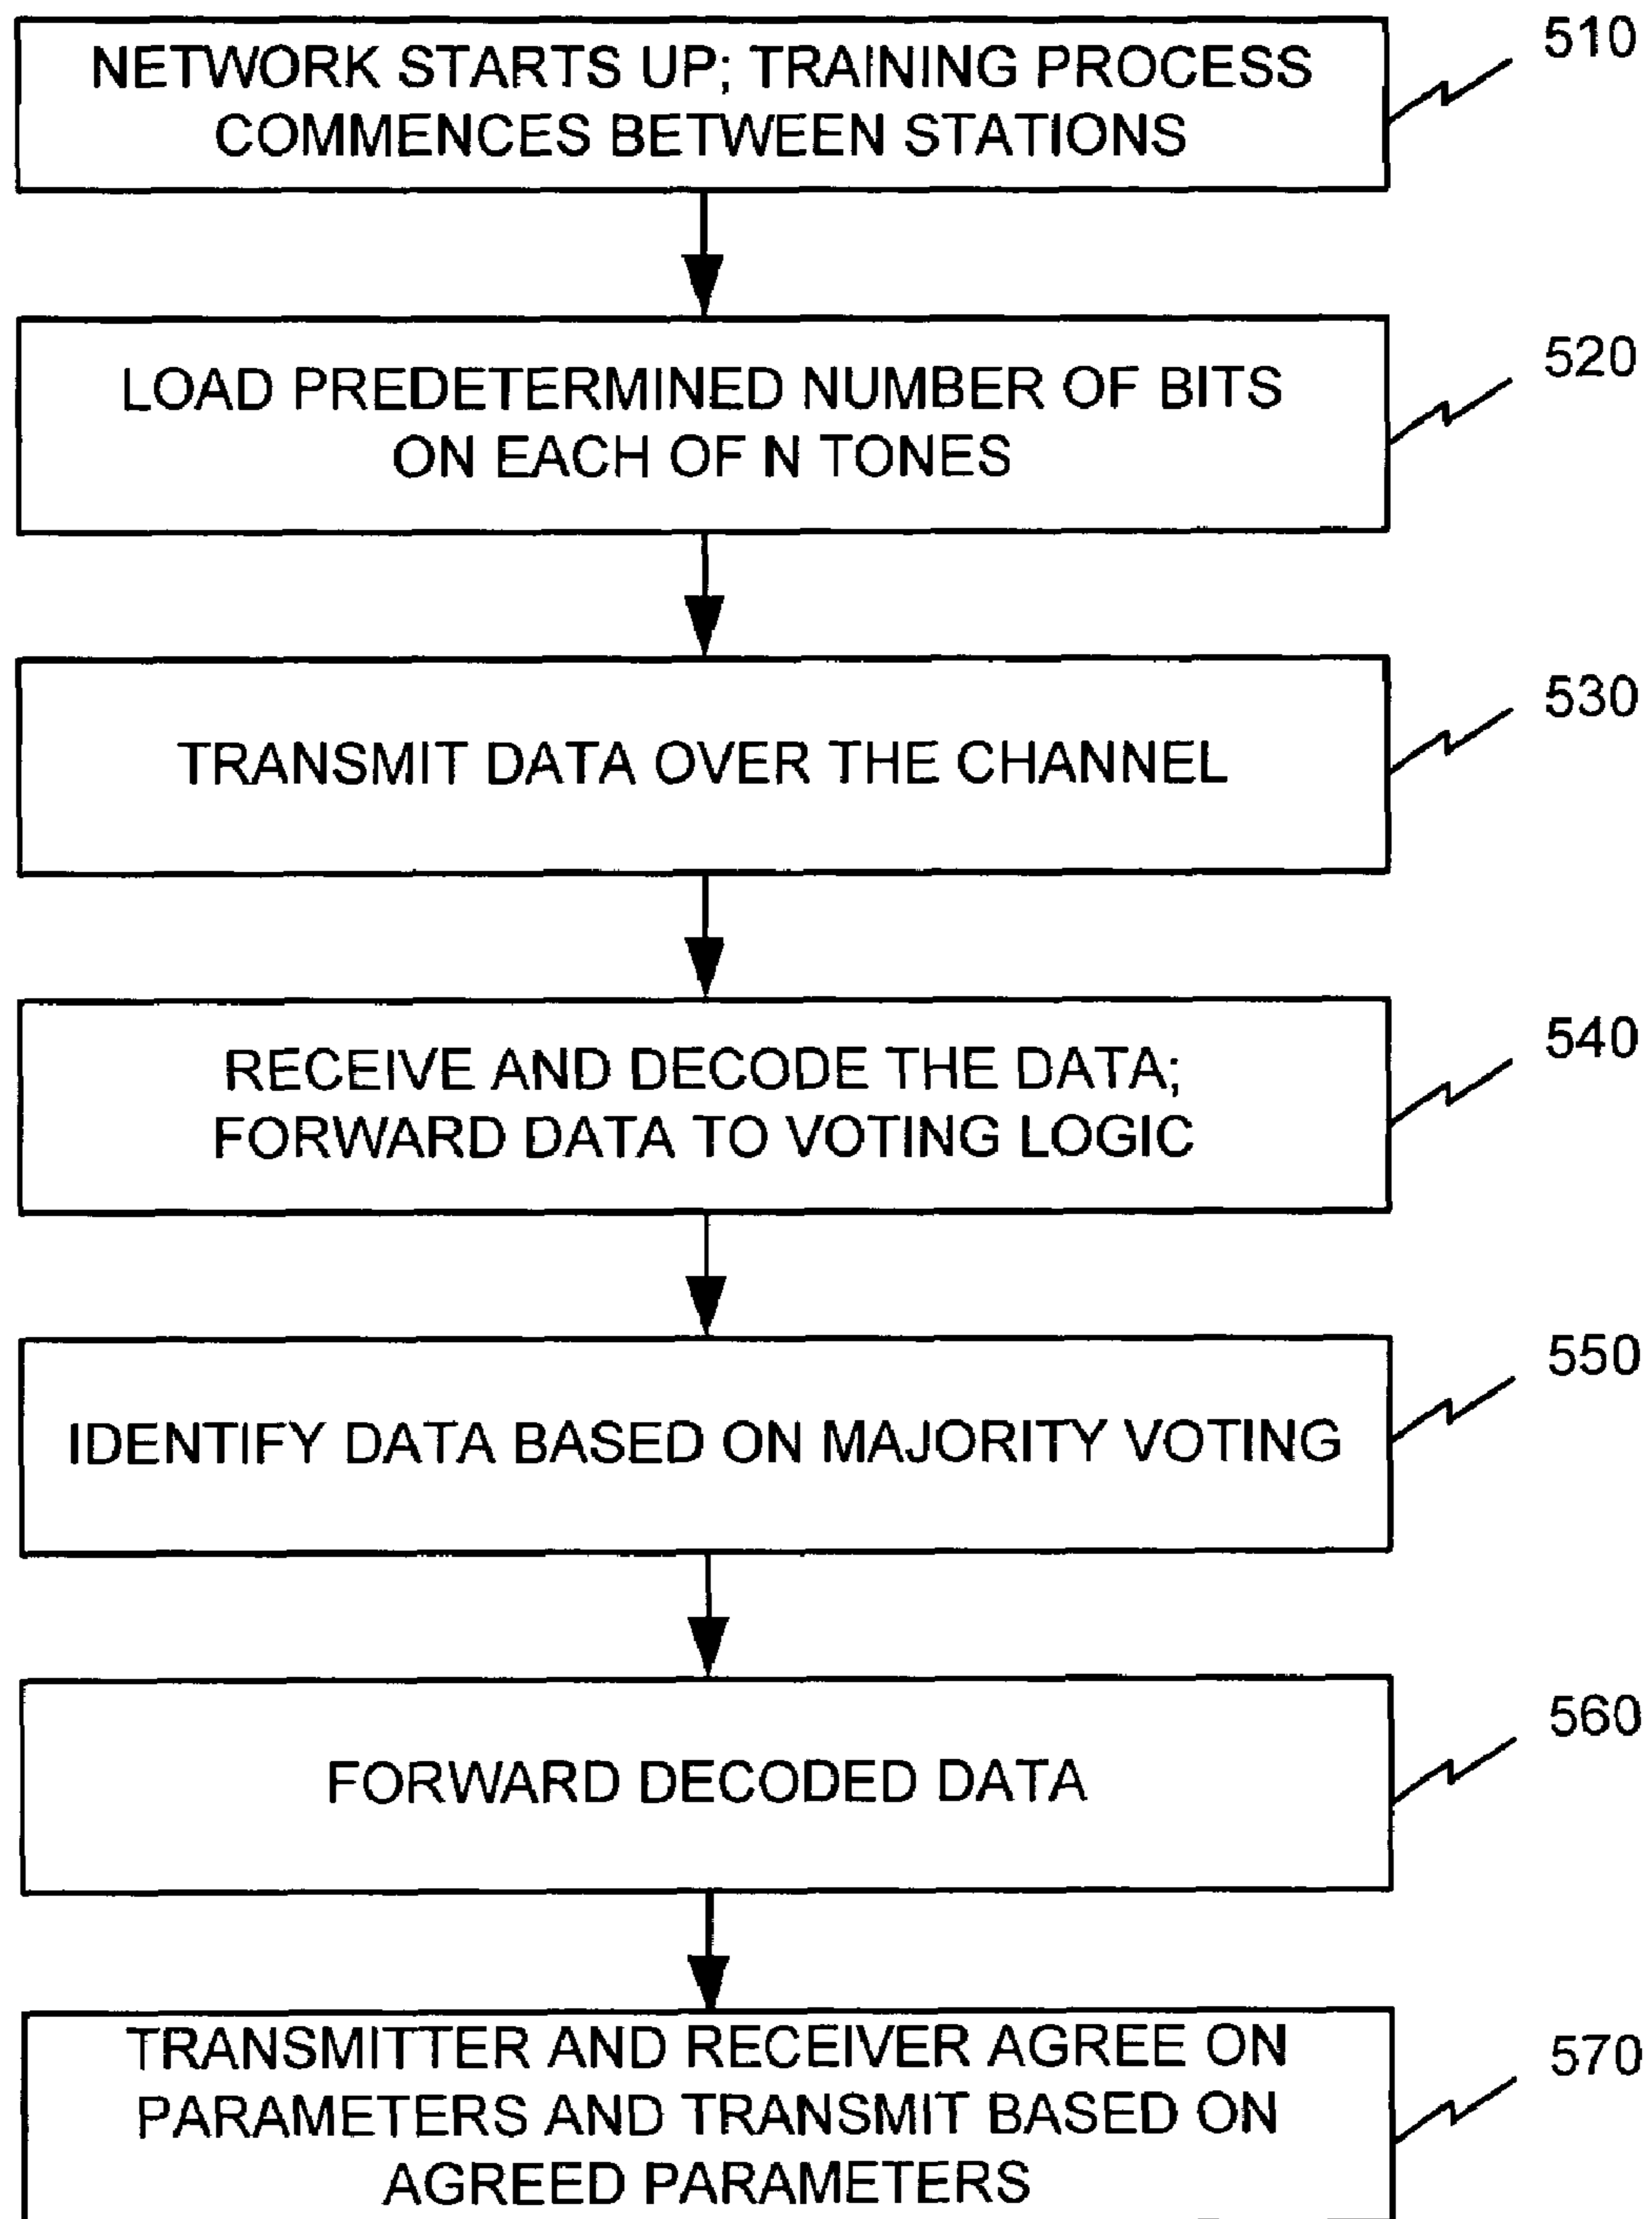 NETWORK STARTS UP; TRAINING PROCESS
COMMENCES BETWEEN STATIONS
510
LOAD PREDETERMINED NUMBER OF BITS
ON EACH OF N TONES
520
TRANSMIT DATA OVER THE CHANNEL
530
RECEIVE AND DECODE THE DATA;
FORWARD DATA TO VOTING LOGIC
540
IDENTIFY DATA BASED ON MAJORITY VOTING
550
FORWARD DECODED DATA
560
TRANSMITTER AND RECEIVER AGREE ON
PARAMETERS AND TRANSMIT BASED ON
AGREED PARAMETERS
570